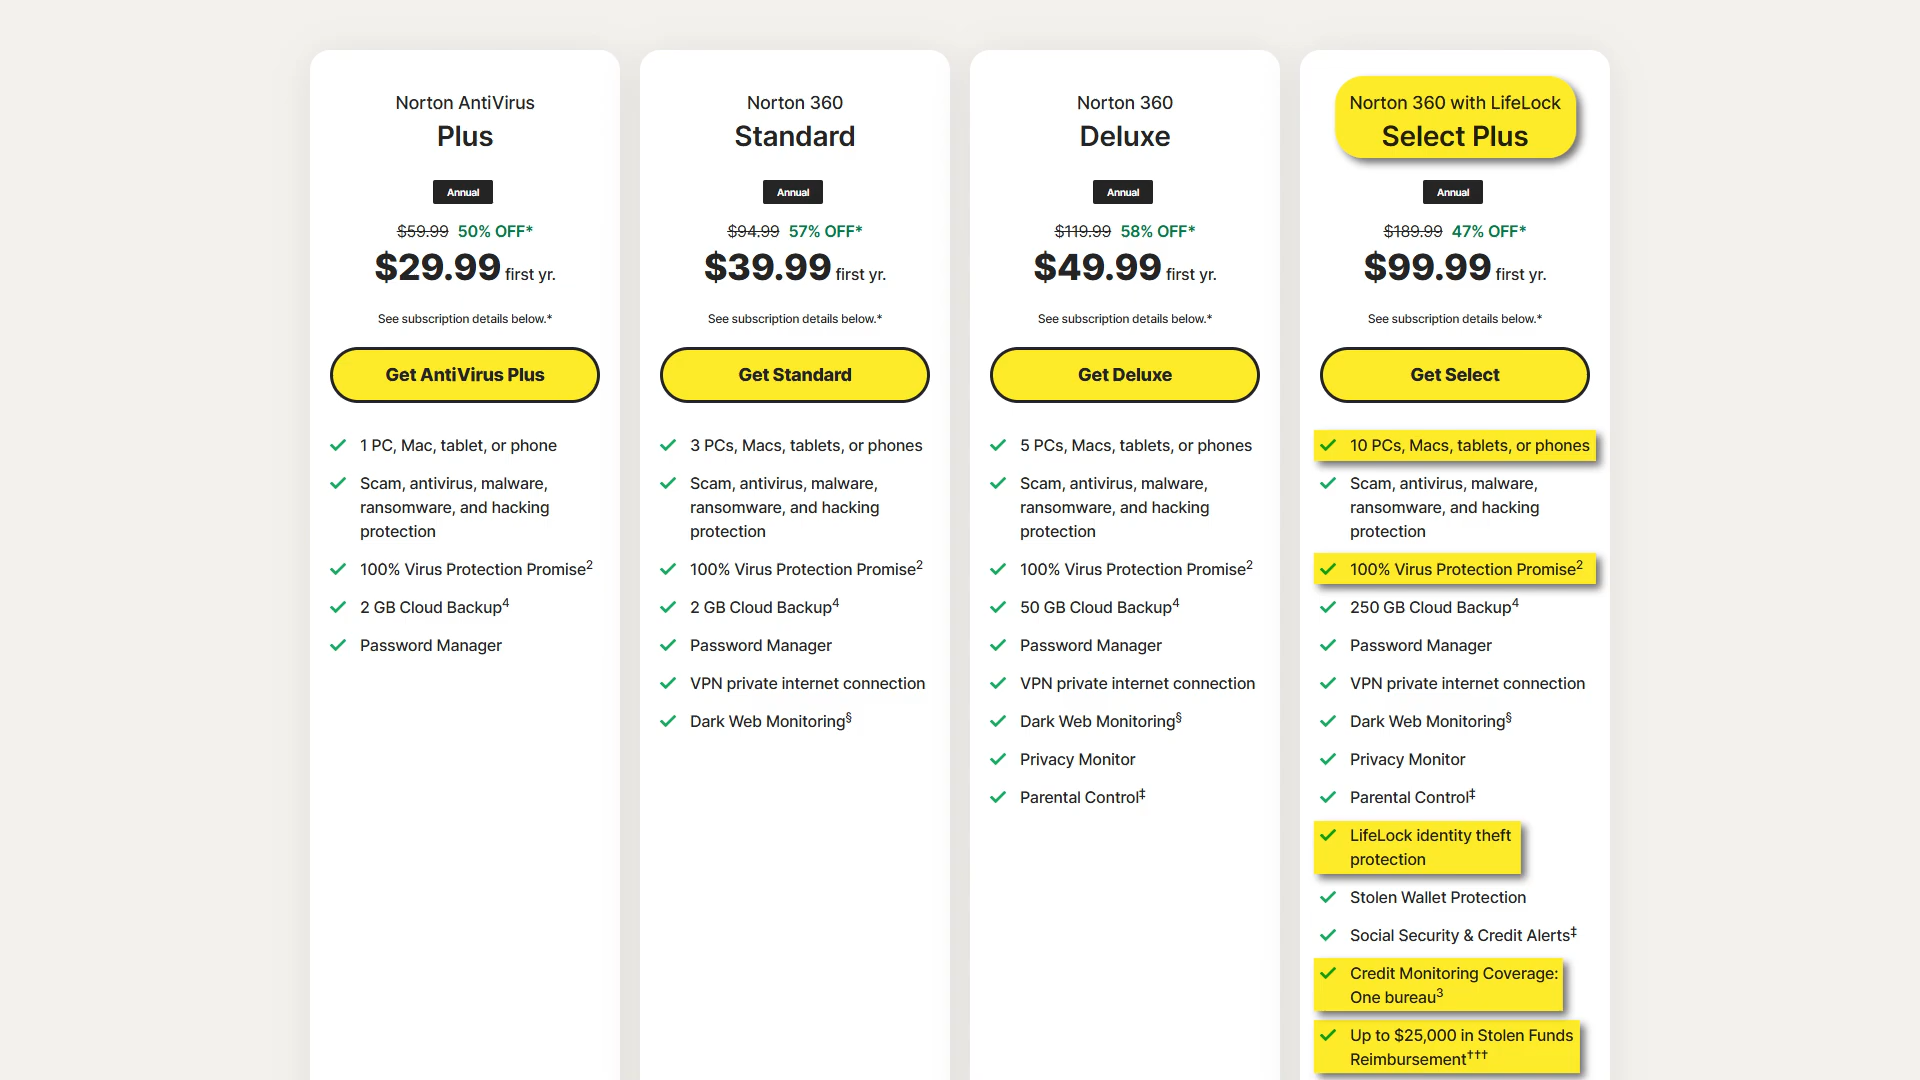 Norton AntiVirus
Plus
Annual
$59.99 50% OFF*
$29.99 first yr.
See subscription details below.*
Get AntiVirus Plus
1 PC, Mac, tablet, or phone
Scam, antivirus, malware,
ransomware, and hacking
protection
100% Virus Protection Promise²
2 GB Cloud Backup⁴
Password Manager
Norton 360
Standard
Annual
$94.99 57% OFF*
$39.99 first yr.
See subscription details below.*
Get Standard
3 PCs, Macs, tablets, or phones
Scam, antivirus, malware,
ransomware, and hacking
protection
100% Virus Protection Promise²
2 GB Cloud Backup⁴
Password Manager
VPN private internet connection
Dark Web Monitoring§
Norton 360
Deluxe
Annual
$119.99 58% OFF*
$49.99 first yr.
See subscription details below.*
Get Deluxe
5 PCs, Macs, tablets, or phones
Scam, antivirus, malware,
ransomware, and hacking
protection
100% Virus Protection Promise²
50 GB Cloud Backup⁴
Password Manager
VPN private internet connection
Dark Web Monitoring§
Privacy Monitor
Parental Control‡
Norton 360 with LifeLock
Select Plus
Annual
$189.99 47% OFF*
$99.99 first yr.
See subscription details below.*
Get Select
10 PCs, Macs, tablets, or phones
Scam, antivirus, malware,
ransomware, and hacking
protection
100% Virus Protection Promise²
250 GB Cloud Backup⁴
Password Manager
VPN private internet connection
Dark Web Monitoring§
Privacy Monitor
Parental Control‡
LifeLock identity theft
protection
Stolen Wallet Protection
Social Security & Credit Alerts‡
Credit Monitoring Coverage:
One bureau³
Up to $25,000 in Stolen Funds
Reimbursement†††